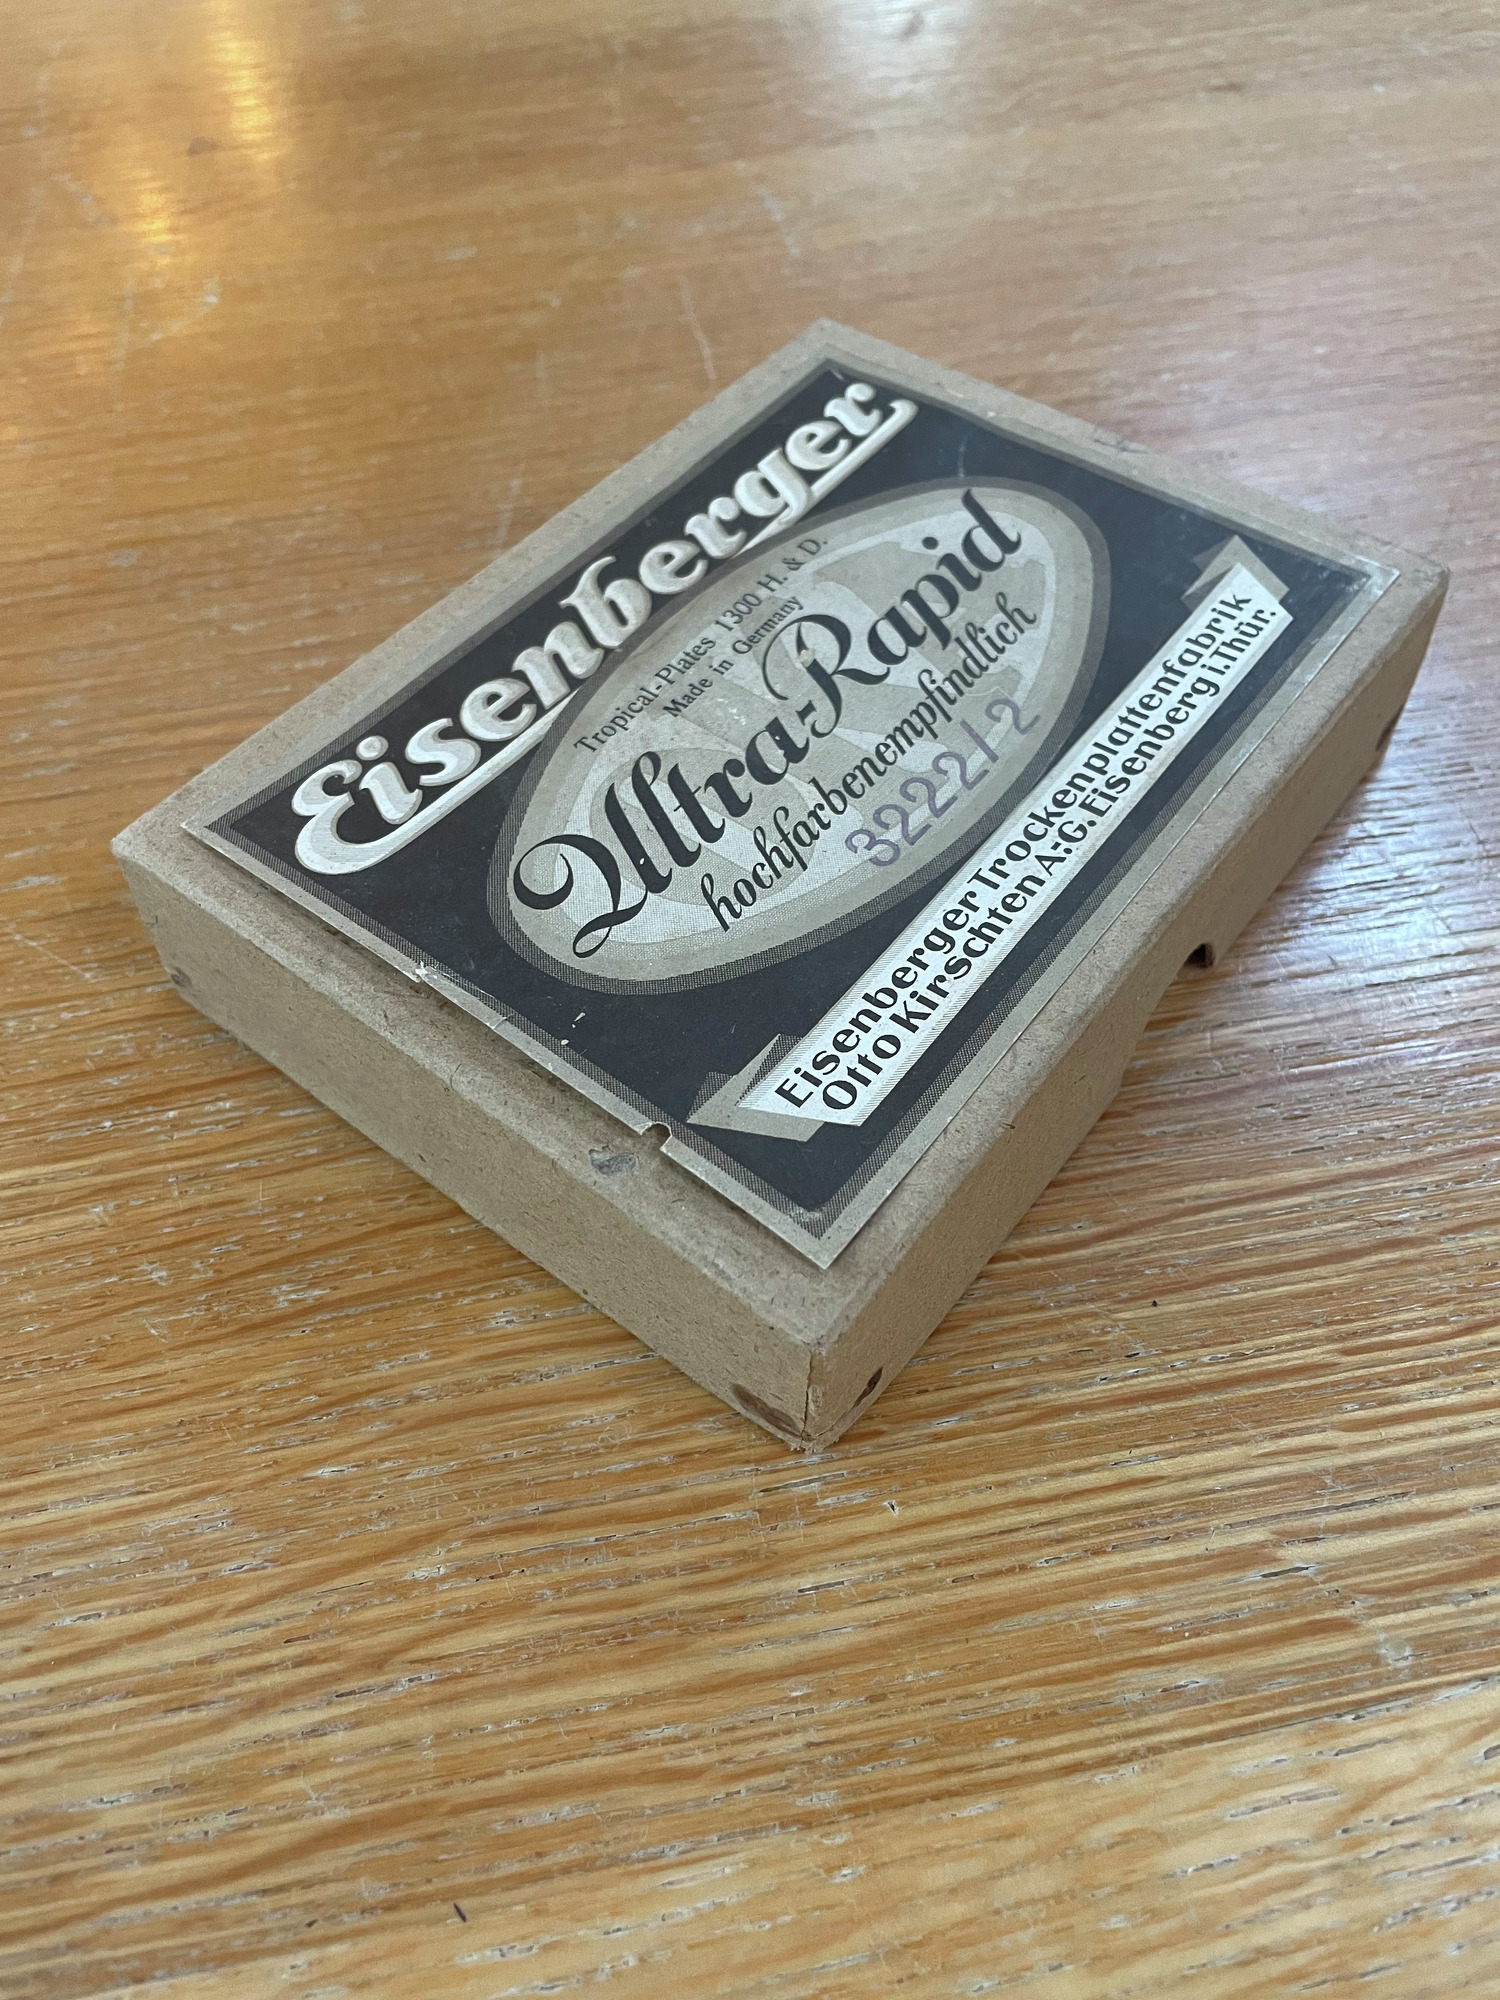 Eisenberger
Tropical-Plates 1300 H. & D.
Made in Germany
Ultra-Rapid
hochfarbenempfindlich
3222/2
Eisenberger Trockenplattenfabrik
Otto Kirschten A.-G. Eisenberg i. Thür.